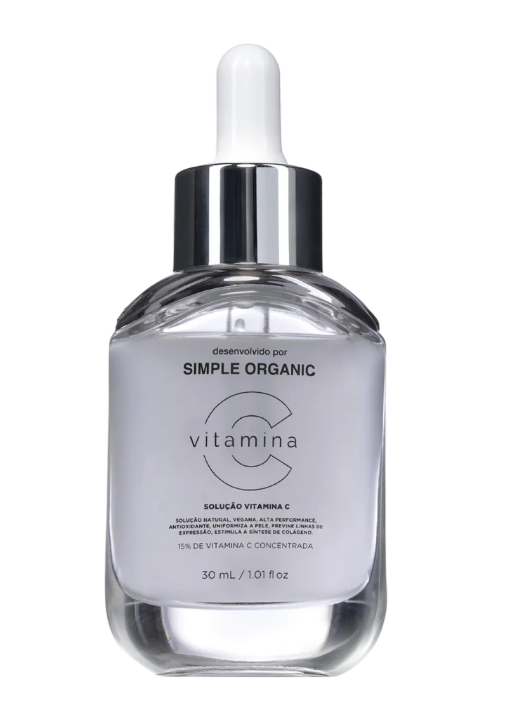 desenvolvido por
SIMPLE ORGANIC
C
vitamina
SOLUÇÃO VITAMINA C
SOLUÇÃO NATURAL, VEGANA, ALTA PERFORMANCE,
ANTIOXIDANTE, UNIFORMIZA A PELE, PREVINE LINHAS DE
EXPRESSÃO, ESTIMULA A SÍNTESE DE COLÁGENO.
15% DE VITAMINA C CONCENTRADA
30 mL / 1.01 fl oz